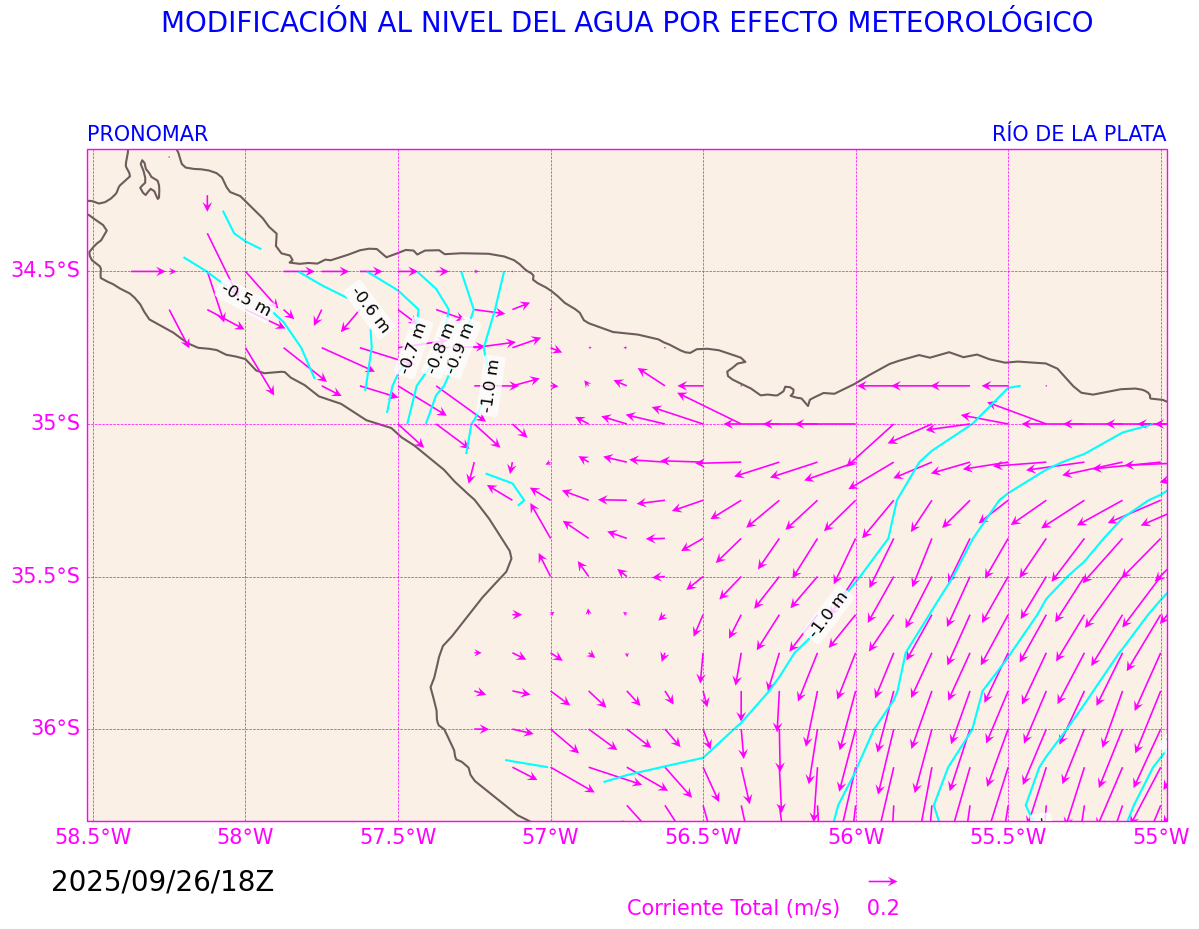 MODIFICACIÓN AL NIVEL DEL AGUA POR EFECTO METEOROLÓGICO
PRONOMAR
RÍO DE LA PLATA
34.5°S
-0.5 m
-0.6 m
-0.7 m
-0.8 m
-0.9 m
-1.0 m
35°S
35.5°S
-1.0 m
36°S
58.5°W
58°W
57.5°W
57°W
56.5°W
56°W
55.5°W
55°W
2025/09/26/18Z
Corriente Total (m/s)
0.2